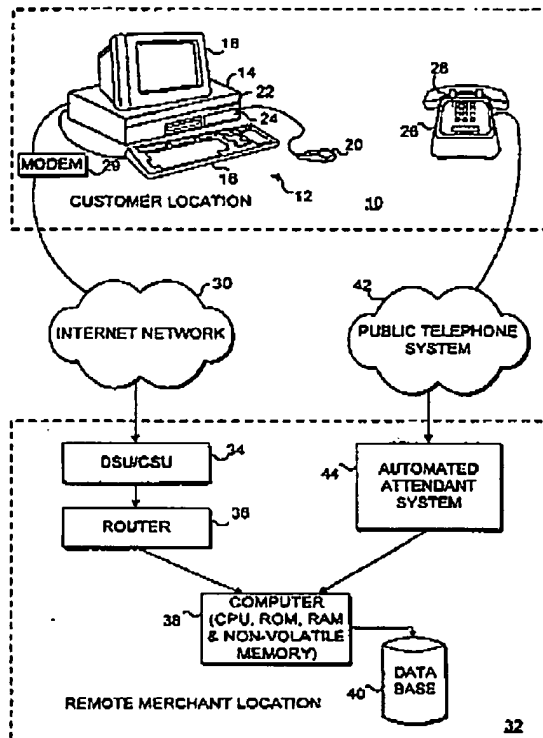 18
14
22
24
20
MODEM
29
18
12
28
26
CUSTOMER LOCATION
10
30
INTERNET NETWORK
42
PUBLIC TELEPHONE
SYSTEM
DSU/CSU
34
ROUTER
36
44
AUTOMATED
ATTENDANT
SYSTEM
38
COMPUTER
(CPU, ROM, RAM
& NON-VOLATILE
MEMORY)
40
DATA
BASE
REMOTE MERCHANT LOCATION
32